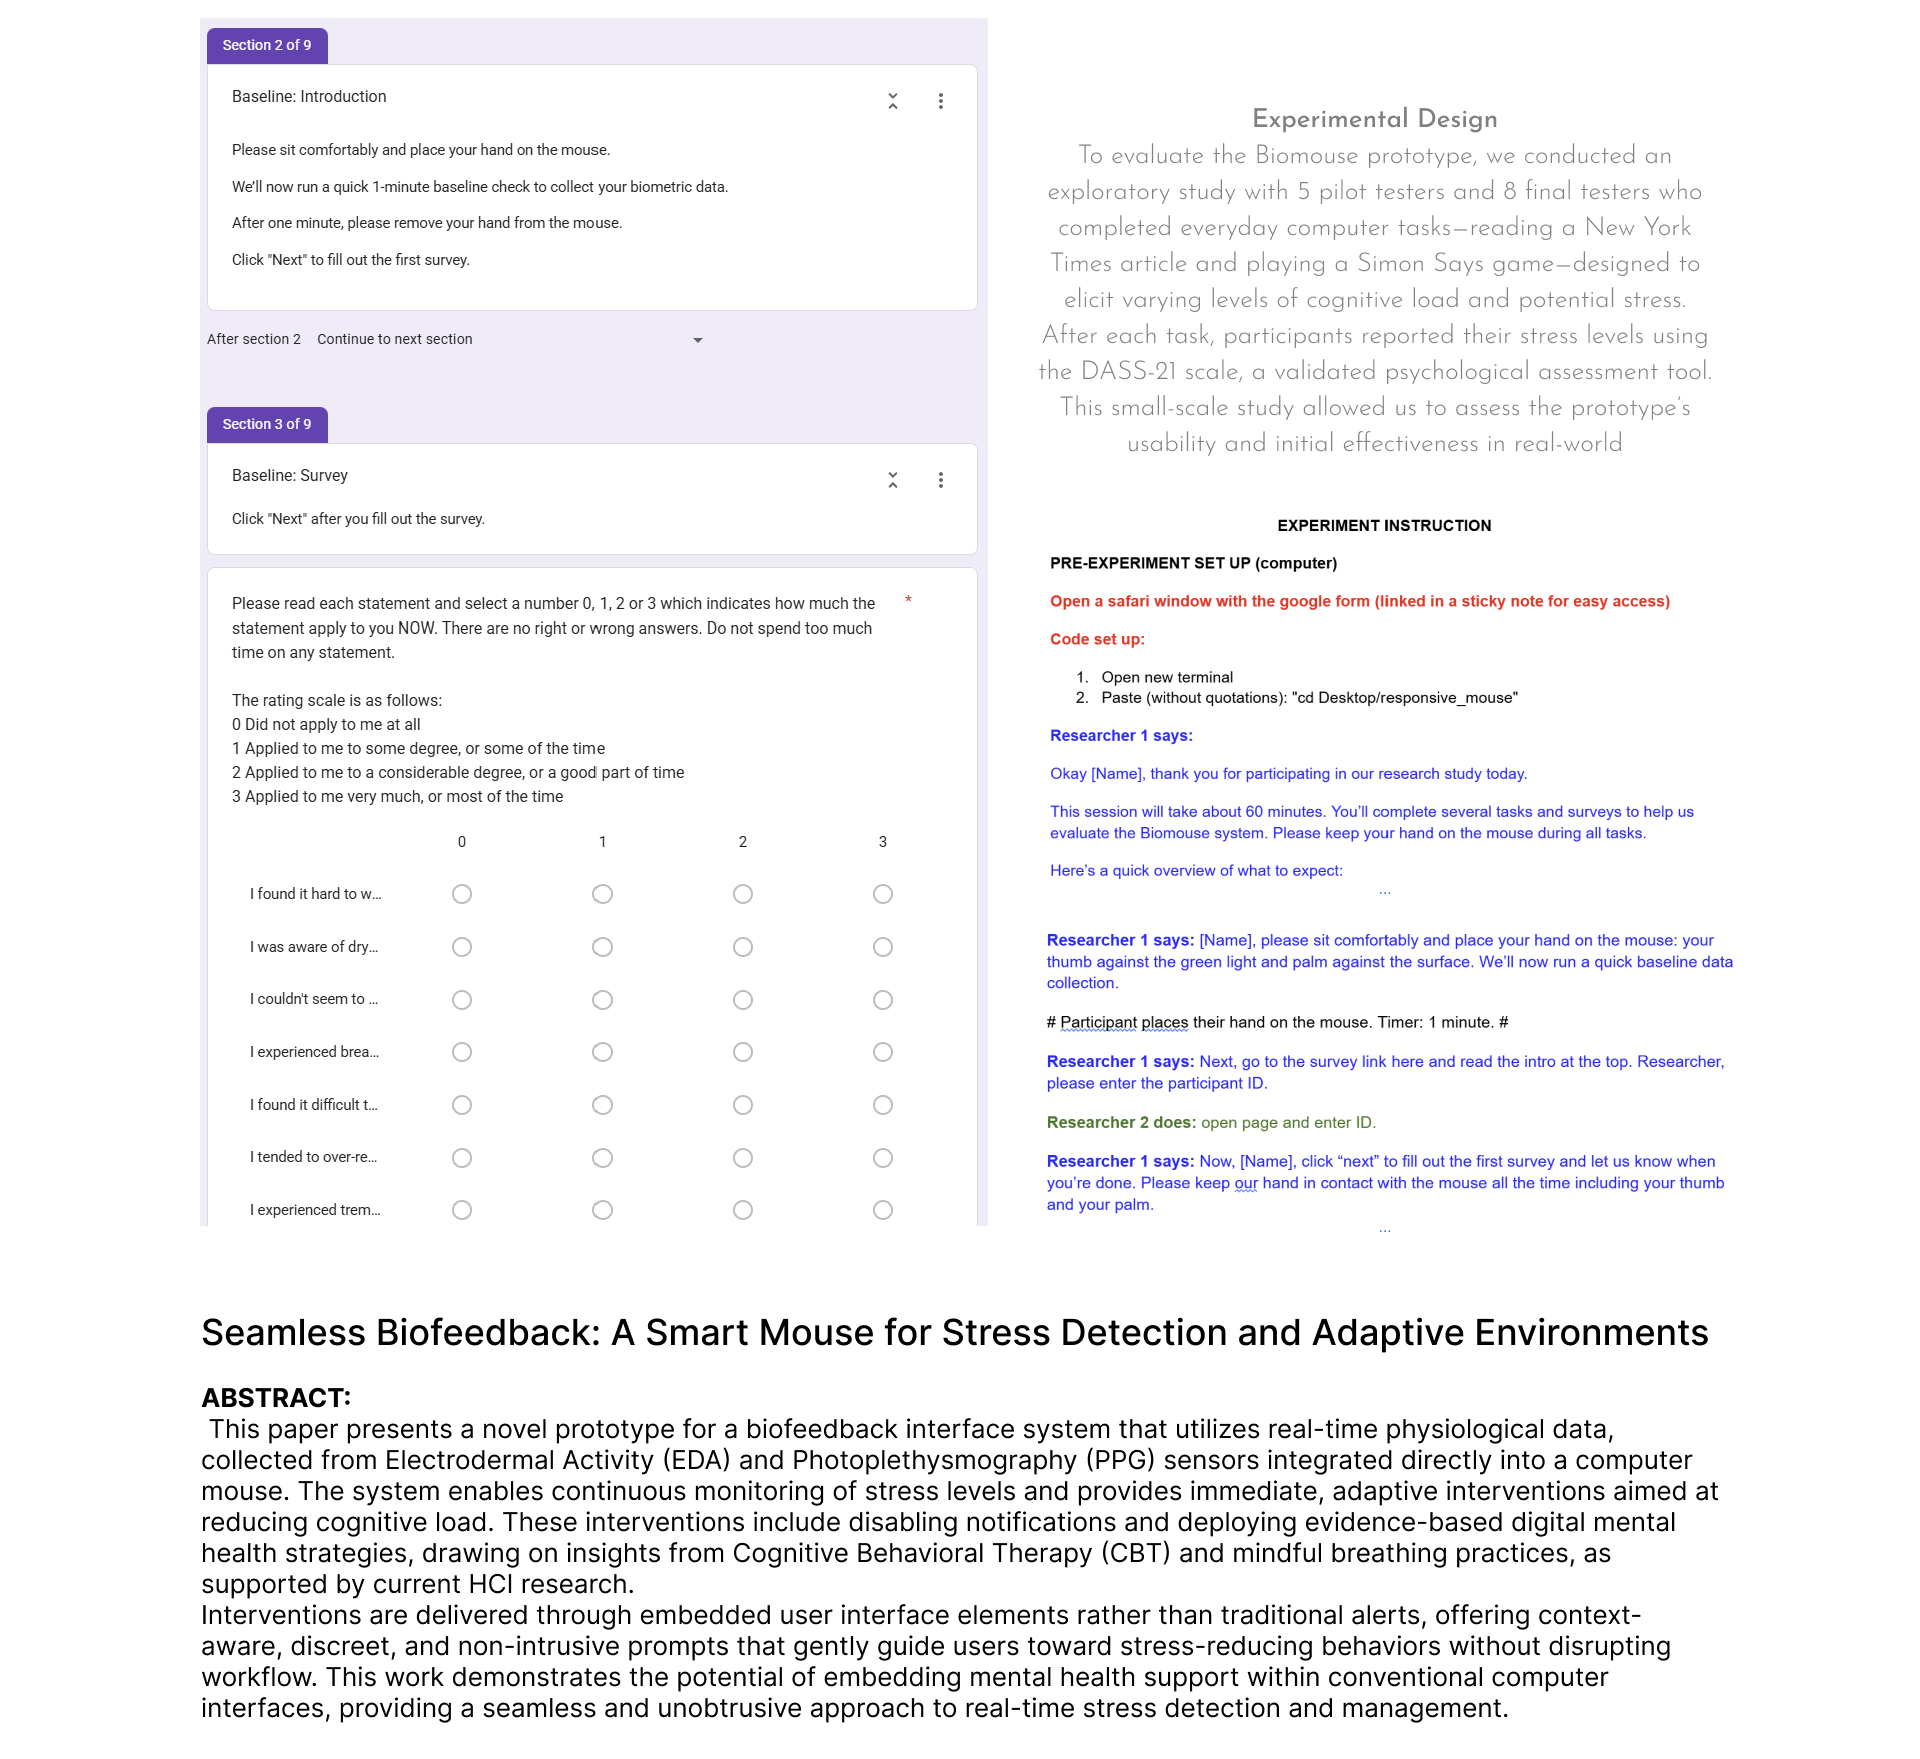 Section 2 of 9
Baseline: Introduction
Please sit comfortably and place your hand on the mouse.
We'll now run a quick 1-minute baseline check to collect your biometric data.
After one minute, please remove your hand from the mouse.
Click "Next" to fill out the first survey.
After section 2 Continue to next section
Section 3 of 9
Baseline: Survey
Click "Next" after you fill out the survey.
Please read each statement and select a number 0, 1, 2 or 3 which indicates how much the *
statement apply to you NOW. There are no right or wrong answers. Do not spend too much
time on any statement.
The rating scale is as follows:
0 Did not apply to me at all
1 Applied to me to some degree, or some of the time
2 Applied to me to a considerable degree, or a good part of time
3 Applied to me very much, or most of the time
0 1 2 3
I found it hard to w...
I was aware of dry...
I couldn't seem to ...
I experienced brea...
I found it difficult t...
I tended to over-re...
I experienced trem...
Experimental Design
To evaluate the Biomouse prototype, we conducted an
exploratory study with 5 pilot testers and 8 final testers who
completed everyday computer tasks—reading a New York
Times article and playing a Simon Says game—designed to
elicit varying levels of cognitive load and potential stress.
After each task, participants reported their stress levels using
the DASS-21 scale, a validated psychological assessment tool.
This small-scale study allowed us to assess the prototype's
usability and initial effectiveness in real-world
EXPERIMENT INSTRUCTION
PRE-EXPERIMENT SET UP (computer)
Open a safari window with the google form (linked in a sticky note for easy access)
Code set up:
1. Open new terminal
2. Paste (without quotations): "cd Desktop/responsive_mouse"
Researcher 1 says:
Okay [Name], thank you for participating in our research study today.
This session will take about 60 minutes. You'll complete several tasks and surveys to help us
evaluate the Biomouse system. Please keep your hand on the mouse during all tasks.
Here's a quick overview of what to expect:
...
Researcher 1 says: [Name], please sit comfortably and place your hand on the mouse: your
thumb against the green light and palm against the surface. We'll now run a quick baseline data
collection.
# Participant places their hand on the mouse. Timer: 1 minute. #
Researcher 1 says: Next, go to the survey link here and read the intro at the top. Researcher,
please enter the participant ID.
Researcher 2 does: open page and enter ID.
Researcher 1 says: Now, [Name], click “next” to fill out the first survey and let us know when
you're done. Please keep our hand in contact with the mouse all the time including your thumb
and your palm.
...
Seamless Biofeedback: A Smart Mouse for Stress Detection and Adaptive Environments
ABSTRACT:
This paper presents a novel prototype for a biofeedback interface system that utilizes real-time physiological data,
collected from Electrodermal Activity (EDA) and Photoplethysmography (PPG) sensors integrated directly into a computer
mouse. The system enables continuous monitoring of stress levels and provides immediate, adaptive interventions aimed at
reducing cognitive load. These interventions include disabling notifications and deploying evidence-based digital mental
health strategies, drawing on insights from Cognitive Behavioral Therapy (CBT) and mindful breathing practices, as
supported by current HCI research.
Interventions are delivered through embedded user interface elements rather than traditional alerts, offering context-
aware, discreet, and non-intrusive prompts that gently guide users toward stress-reducing behaviors without disrupting
workflow. This work demonstrates the potential of embedding mental health support within conventional computer
interfaces, providing a seamless and unobtrusive approach to real-time stress detection and management.